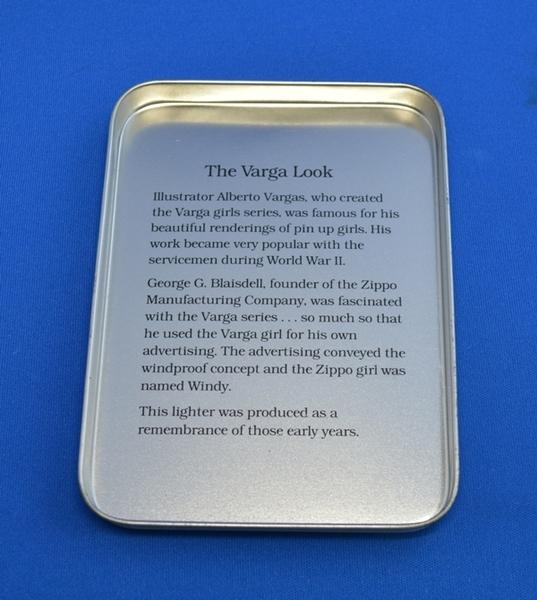 The Varga Look
Illustrator Alberto Vargas, who created
the Varga girls series, was famous for his
beautiful renderings of pin up girls. His
work became very popular with the
servicemen during World War II.
George G. Blaisdell, founder of the Zippo
Manufacturing Company, was fascinated
with the Varga series . . . so much so that
he used the Varga girl for his own
advertising. The advertising conveyed the
windproof concept and the Zippo girl was
named Windy.
This lighter was produced as a
remembrance of those early years.